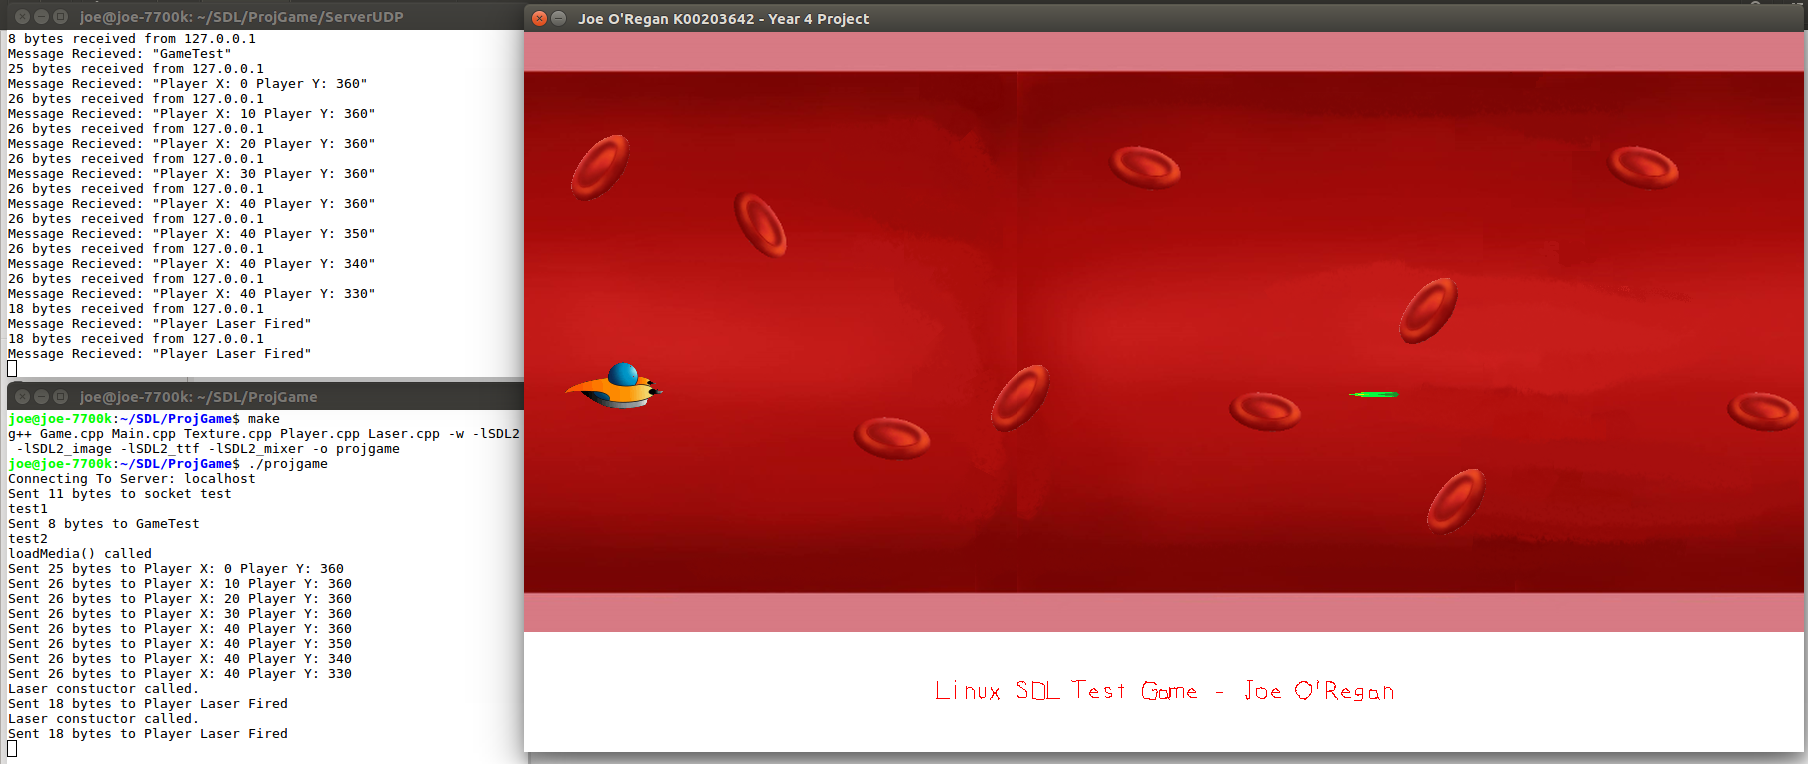 joe@joe-7700k: ~/SDL/ProjGame/ServerUDP
8 bytes received from 127.0.0.1
Message Recieved: "GameTest"
25 bytes received from 127.0.0.1
Message Recieved: "Player X: 0 Player Y: 360"
26 bytes received from 127.0.0.1
Message Recieved: "Player X: 10 Player Y: 360"
26 bytes received from 127.0.0.1
Message Recieved: "Player X: 20 Player Y: 360"
26 bytes received from 127.0.0.1
Message Recieved: "Player X: 30 Player Y: 360"
26 bytes received from 127.0.0.1
Message Recieved: "Player X: 40 Player Y: 360"
26 bytes received from 127.0.0.1
Message Recieved: "Player X: 40 Player Y: 350"
26 bytes received from 127.0.0.1
Message Recieved: "Player X: 40 Player Y: 340"
26 bytes received from 127.0.0.1
Message Recieved: "Player X: 40 Player Y: 330"
18 bytes received from 127.0.0.1
Message Recieved: "Player Laser Fired"
18 bytes received from 127.0.0.1
Message Recieved: "Player Laser Fired"
joe@joe-7700k: ~/SDL/ProjGame
joe@joe-7700k:~/SDL/ProjGame$ make
g++ Game.cpp Main.cpp Texture.cpp Player.cpp Laser.cpp -w -lSDL2
-lSDL2_image -lSDL2_ttf -lSDL2_mixer -o projgame
joe@joe-7700k:~/SDL/ProjGame$ ./projgame
Connecting To Server: localhost
Sent 11 bytes to socket test
test1
Sent 8 bytes to GameTest
test2
loadMedia() called
Sent 25 bytes to Player X: 0 Player Y: 360
Sent 26 bytes to Player X: 10 Player Y: 360
Sent 26 bytes to Player X: 20 Player Y: 360
Sent 26 bytes to Player X: 30 Player Y: 360
Sent 26 bytes to Player X: 40 Player Y: 360
Sent 26 bytes to Player X: 40 Player Y: 350
Sent 26 bytes to Player X: 40 Player Y: 340
Sent 26 bytes to Player X: 40 Player Y: 330
Laser constuctor called.
Sent 18 bytes to Player Laser Fired
Laser constuctor called.
Sent 18 bytes to Player Laser Fired
Joe O'Regan K00203642 - Year 4 Project
Linux SDL Test Game - Joe O'Regan